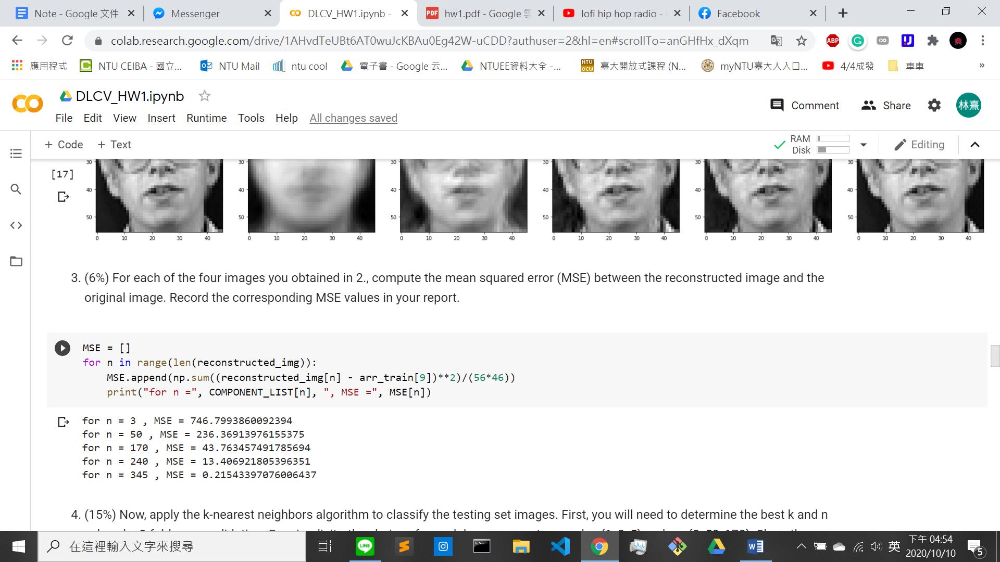 Note - Google 文件
Messenger
DLCV_HW1.ipynb -
hw1.pdf - Google 雲
lofi hip hop radio -
Facebook
colab.research.google.com/drive/1AHvdTeUBt6AT0wuJcKBAu0Eg42W-uCDD?authuser=2&hl=en#scrollTo=anGHfHx_dXqm
ABP
應用程式
NTU CEIBA - 國立...
NTU Mail
ntu cool
電子書 - Google 云...
NTUEE資料大全 -...
NTU OCW
臺大開放式課程 (N...
myNTU臺大人入口...
4/4成發
車車
»
DLCV_HW1.ipynb
Comment
Share
林熹
File Edit View Insert Runtime Tools Help All changes saved
+ Code + Text
RAM
Disk
Editing
[17]
30 30 30 30 30 30
40 40 40 40 40 40
50 50 50 50 50 50
0 10 20 30 40 0 10 20 30 40 0 10 20 30 40 0 10 20 30 40 0 10 20 30 40 0 10 20 30 40
3. (6%) For each of the four images you obtained in 2., compute the mean squared error (MSE) between the reconstructed image and the
original image. Record the corresponding MSE values in your report.
MSE = []
for n in range(len(reconstructed_img)):
    MSE.append(np.sum((reconstructed_img[n] - arr_train[9])**2)/(56*46))
    print("for n =", COMPONENT_LIST[n], ", MSE =", MSE[n])
for n = 3 , MSE = 746.7993860092394
for n = 50 , MSE = 236.36913976155375
for n = 170 , MSE = 43.763457491785694
for n = 240 , MSE = 13.406921805396351
for n = 345 , MSE = 0.21543397076006437
4. (15%) Now, apply the k-nearest neighbors algorithm to classify the testing set images. First, you will need to determine the best k and n
在這裡輸入文字來搜尋
LINE
英
下午 04:54
2020/10/10
5